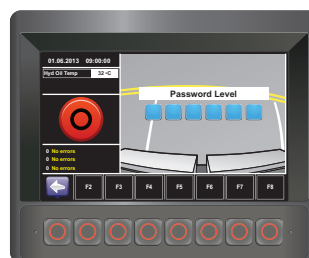 01.06.2013 09:00:00
Hyd Oil Temp 32 °C
Password Level
0 No errors
0 No errors
0 No errors
F2 F3 F4 F5 F6 F7 F8